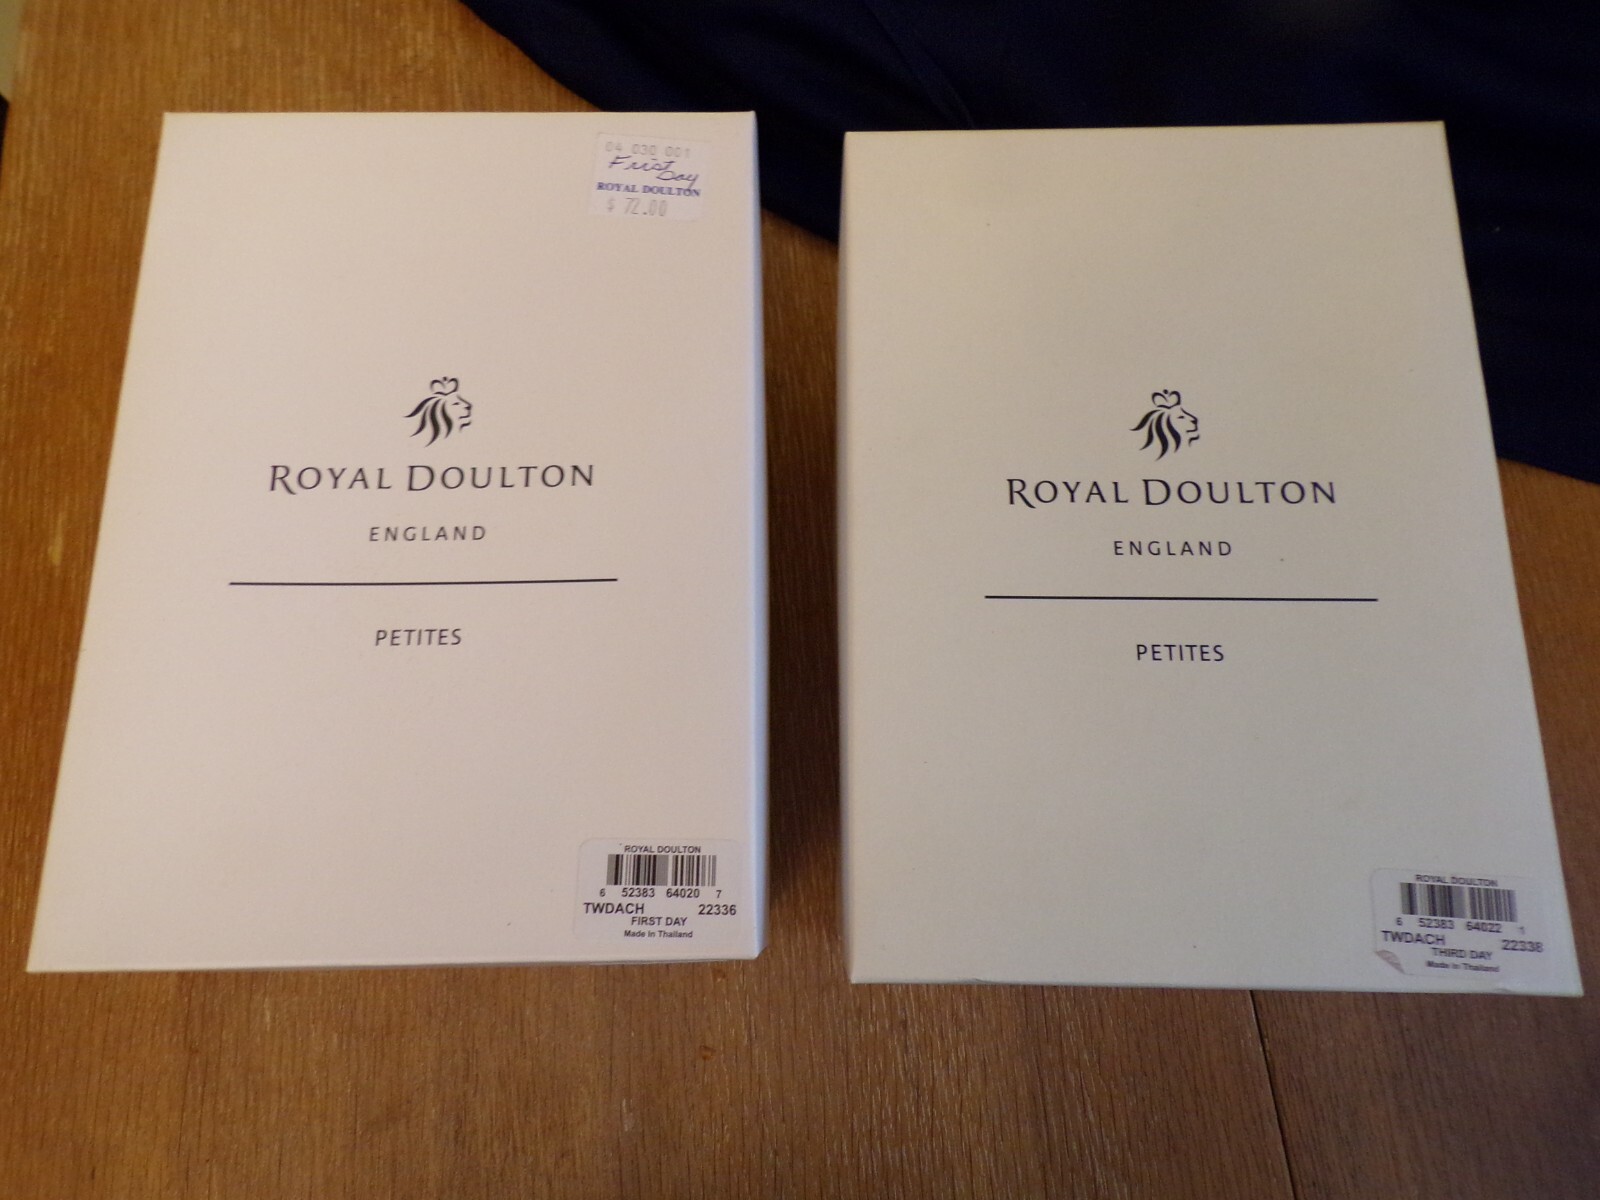 04 030 001
First
Day
ROYAL DOULTON
$ 72.00
ROYAL DOULTON
ENGLAND
PETITES
ROYAL DOULTON
6 52383 64020 7
TWDACH 22336
FIRST DAY
Made In Thailand
ROYAL DOULTON
ENGLAND
PETITES
ROYAL DOULTON
6 52383 64022 1
TWDACH 22338
THIRD DAY
Made In Thailand